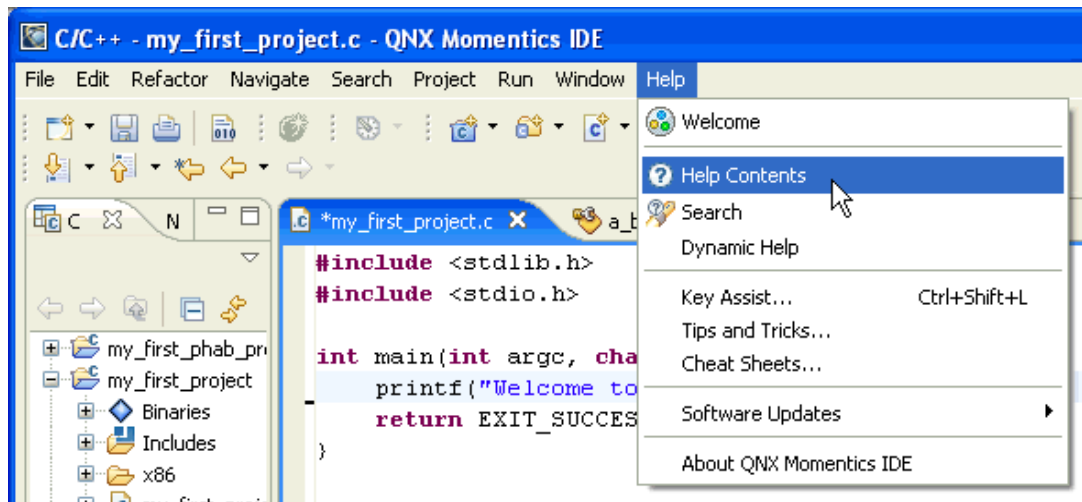 C/C++ - my_first_project.c - QNX Momentics IDE
File Edit Refactor Navigate Search Project Run Window Help
010
Welcome
Help Contents
Search
Dynamic Help
Key Assist... Ctrl+Shift+L
Tips and Tricks...
Cheat Sheets...
Software Updates
About QNX Momentics IDE
C N
*my_first_project.c a_b
my_first_phab_pr
my_first_project
Binaries
Includes
x86
#include <stdlib.h>
#include <stdio.h>
int main(int argc, cha
printf("Welcome to
return EXIT_SUCCES
}